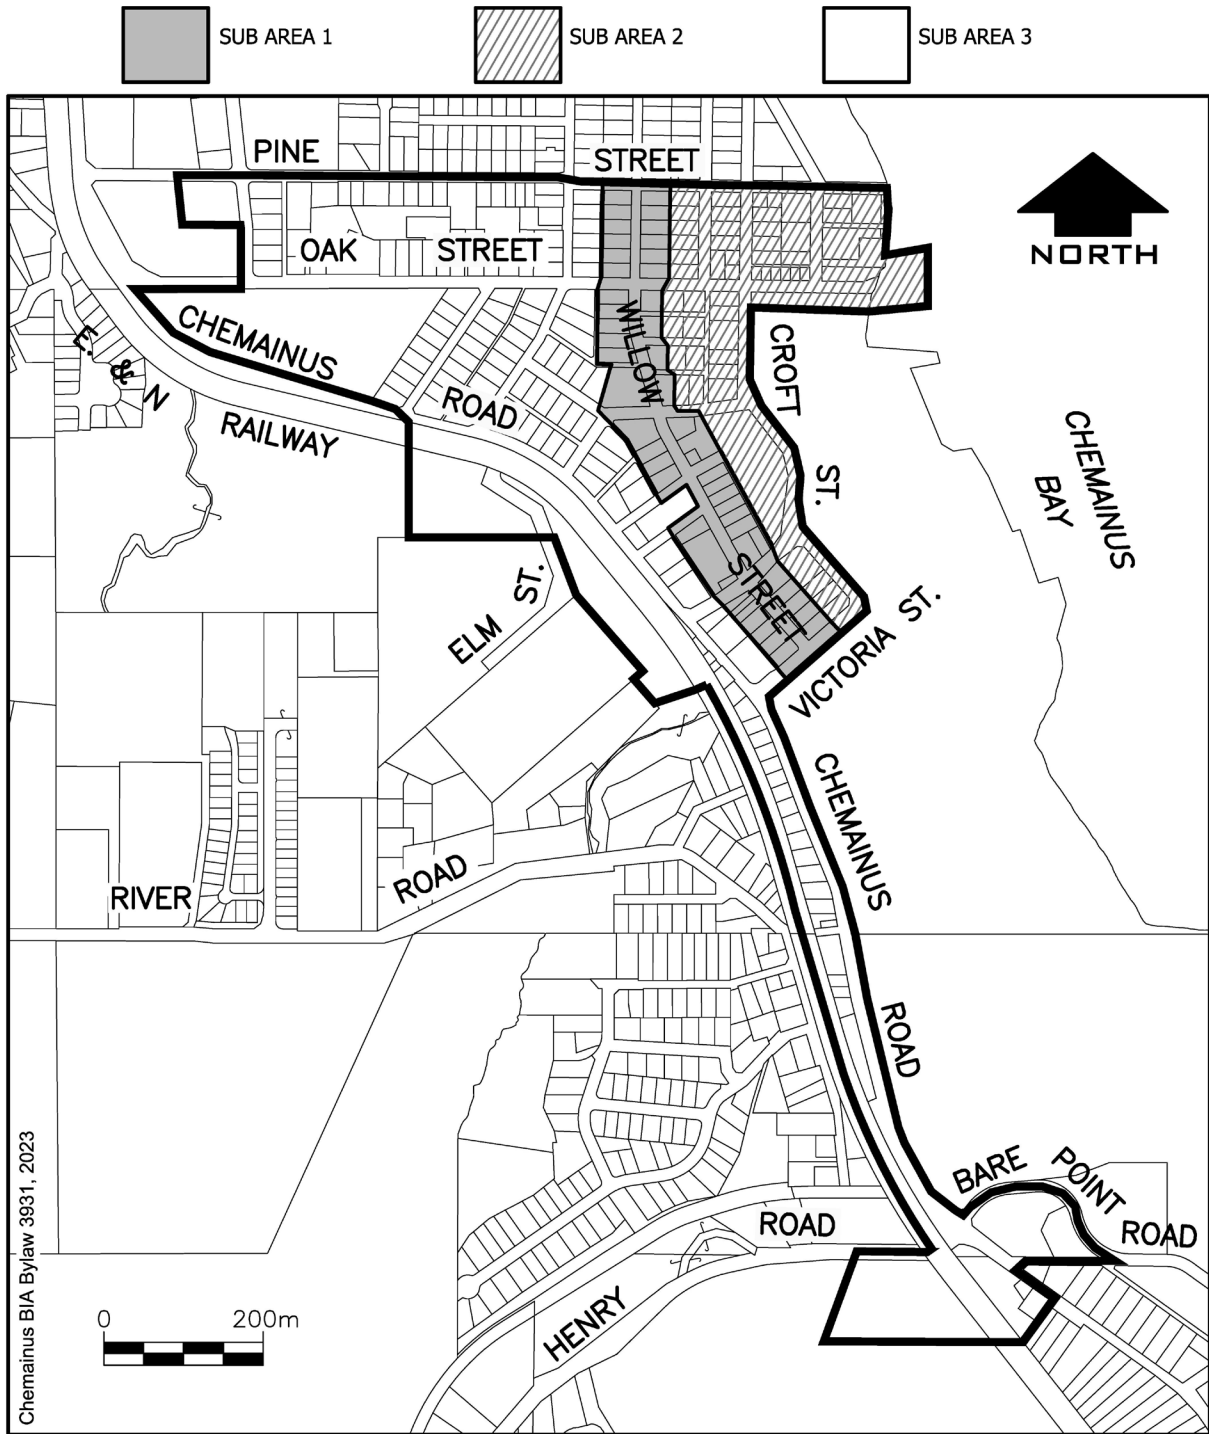 SUB AREA 1
SUB AREA 2
SUB AREA 3
PINE
STREET
NORTH
OAK
STREET
CHEMAINUS
ROAD
E. & N
RAILWAY
WILLOW
STREET
CROFT
ST.
CHEMAINUS
BAY
ELM
ST.
VICTORIA ST.
CHEMAINUS
ROAD
RIVER
ROAD
BARE
POINT
ROAD
HENRY
ROAD
0
200m
Chemainus BIA Bylaw 3931, 2023